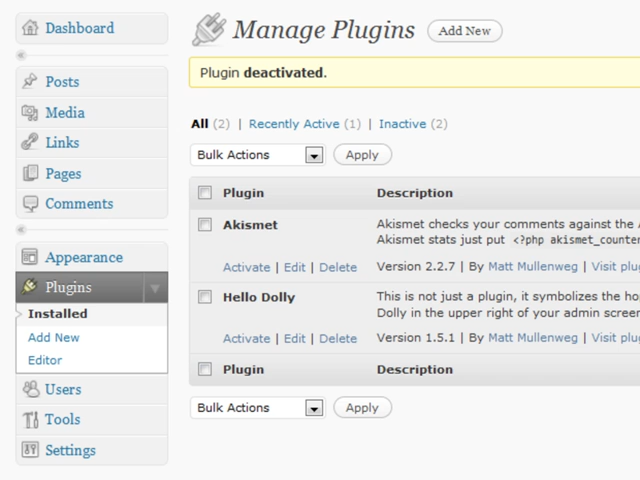 Dashboard
Posts
Media
Links
Pages
Comments
Appearance
Plugins
Installed
Add New
Editor
Users
Tools
Settings
Manage Plugins Add New
Plugin deactivated.
All (2) | Recently Active (1) | Inactive (2)
Bulk Actions Apply
Plugin Description
Akismet Akismet checks your comments against the
Akismet stats just put <?php akismet_counter
Activate | Edit | Delete Version 2.2.7 | By Matt Mullenweg | Visit plu
Hello Dolly This is not just a plugin, it symbolizes the ho
Dolly in the upper right of your admin screen
Activate | Edit | Delete Version 1.5.1 | By Matt Mullenweg | Visit plu
Plugin Description
Bulk Actions Apply